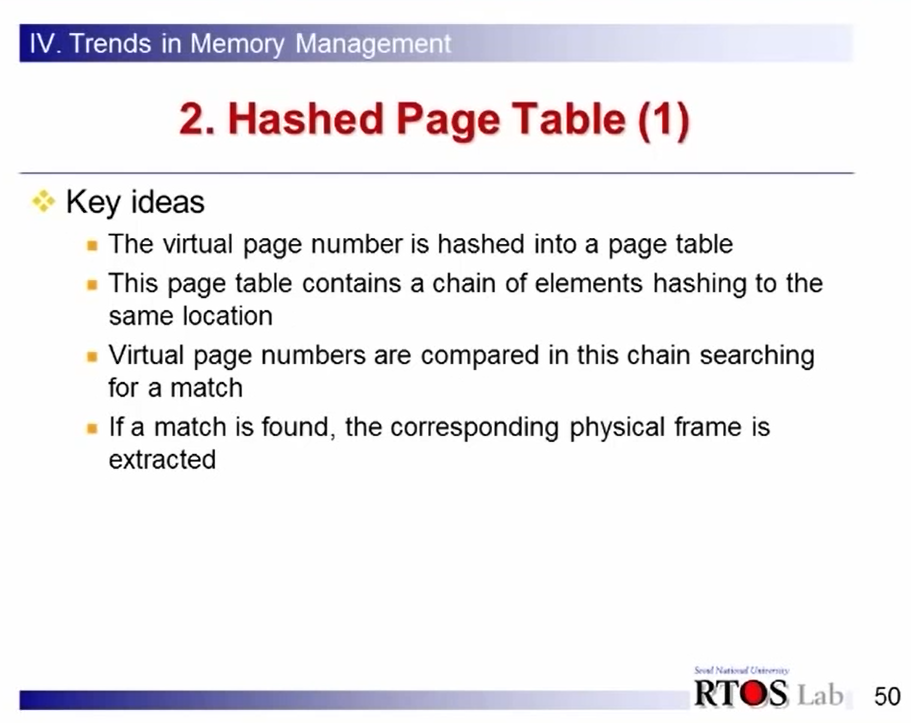 IV. Trends in Memory Management
2. Hashed Page Table (1)
Key ideas
The virtual page number is hashed into a page table
This page table contains a chain of elements hashing to the
same location
Virtual page numbers are compared in this chain searching
for a match
If a match is found, the corresponding physical frame is
extracted
Seoul National University
RTOS Lab
50